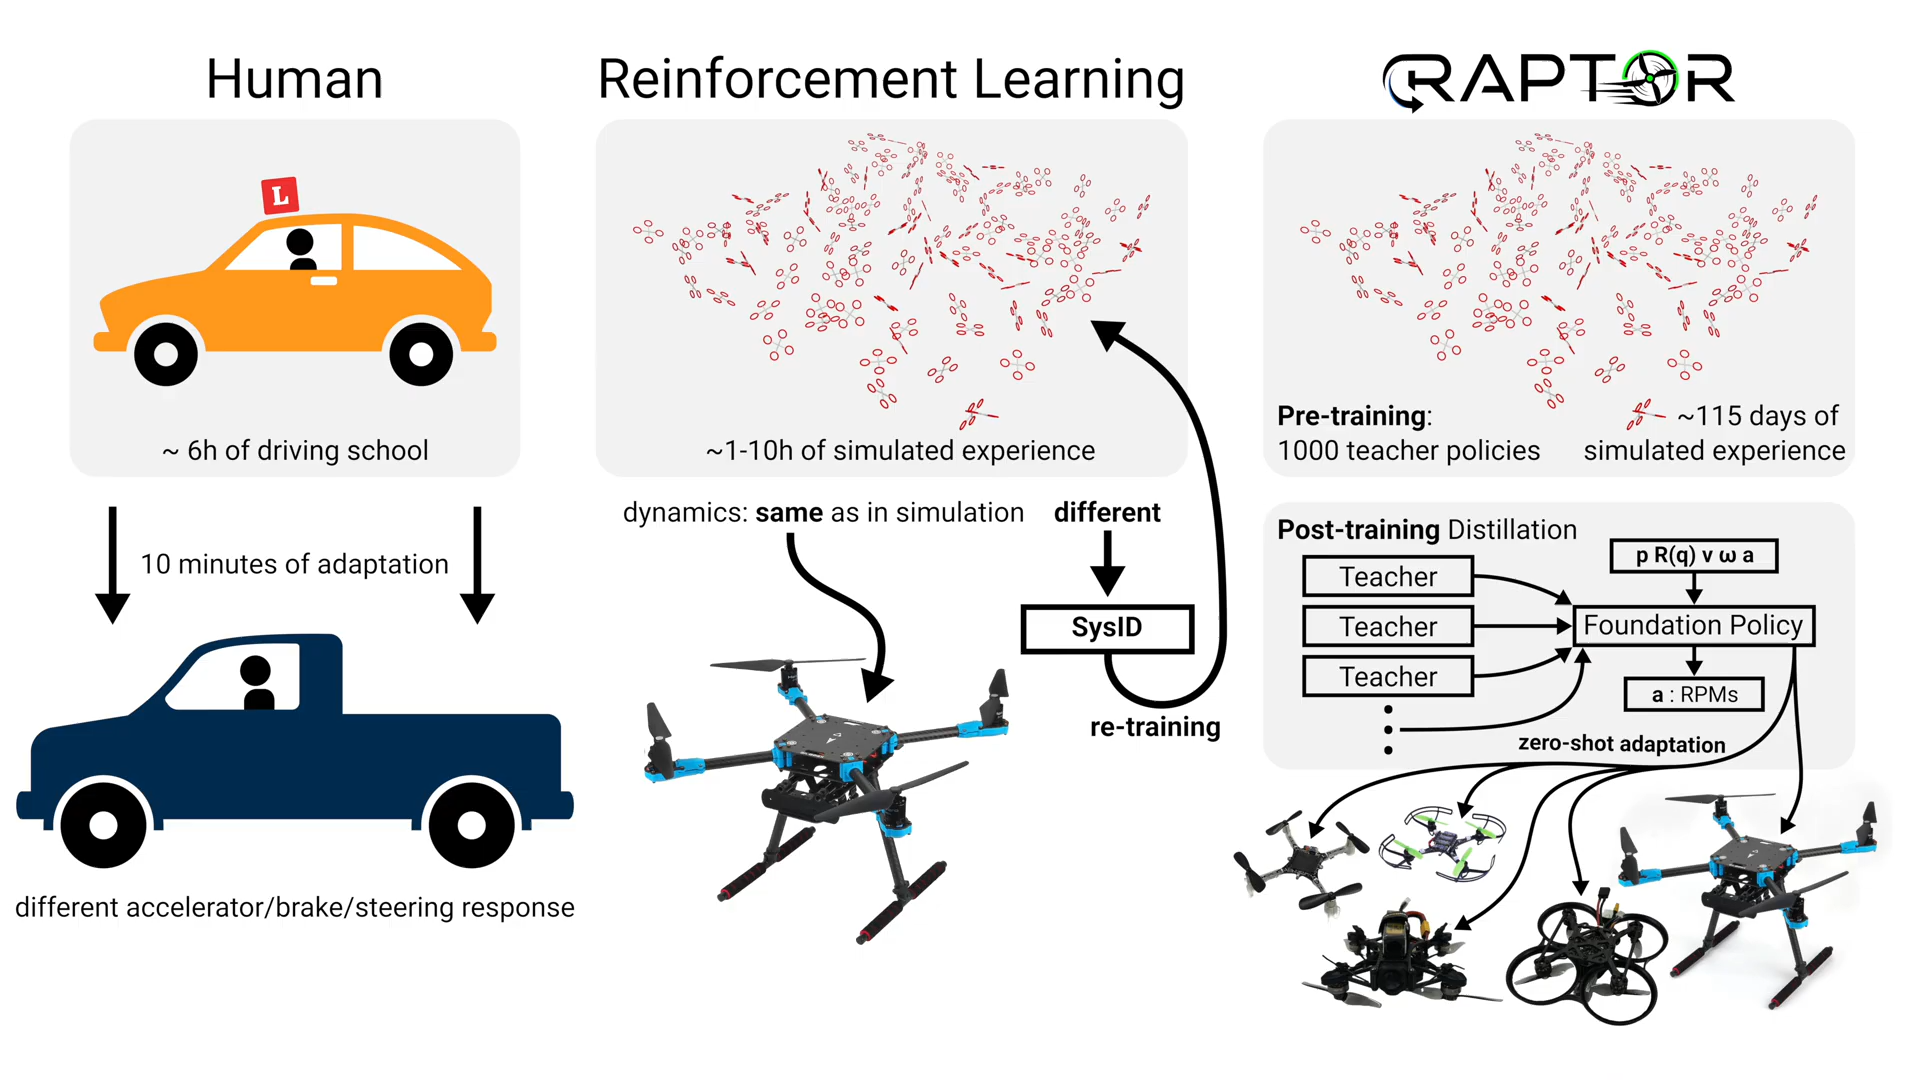 Human
L
~ 6h of driving school
10 minutes of adaptation
different accelerator/brake/steering response
Reinforcement Learning
~1-10h of simulated experience
dynamics: same as in simulation
different
SysID
re-training
RAPTOR
Pre-training:
1000 teacher policies
~115 days of
simulated experience
Post-training Distillation
Teacher
Teacher
Teacher
p R(q) v ω a
Foundation Policy
a : RPMs
zero-shot adaptation